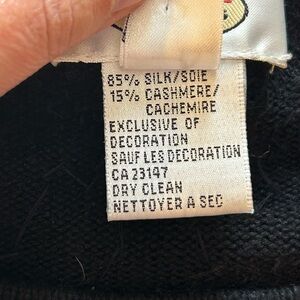 85% SILK/SOIE
15% CASHMERE/
CACHEMIRE
EXCLUSIVE OF
DECORATION
SAUF LES DECORATION
CA 23147
DRY CLEAN
NETTOYER A SEC